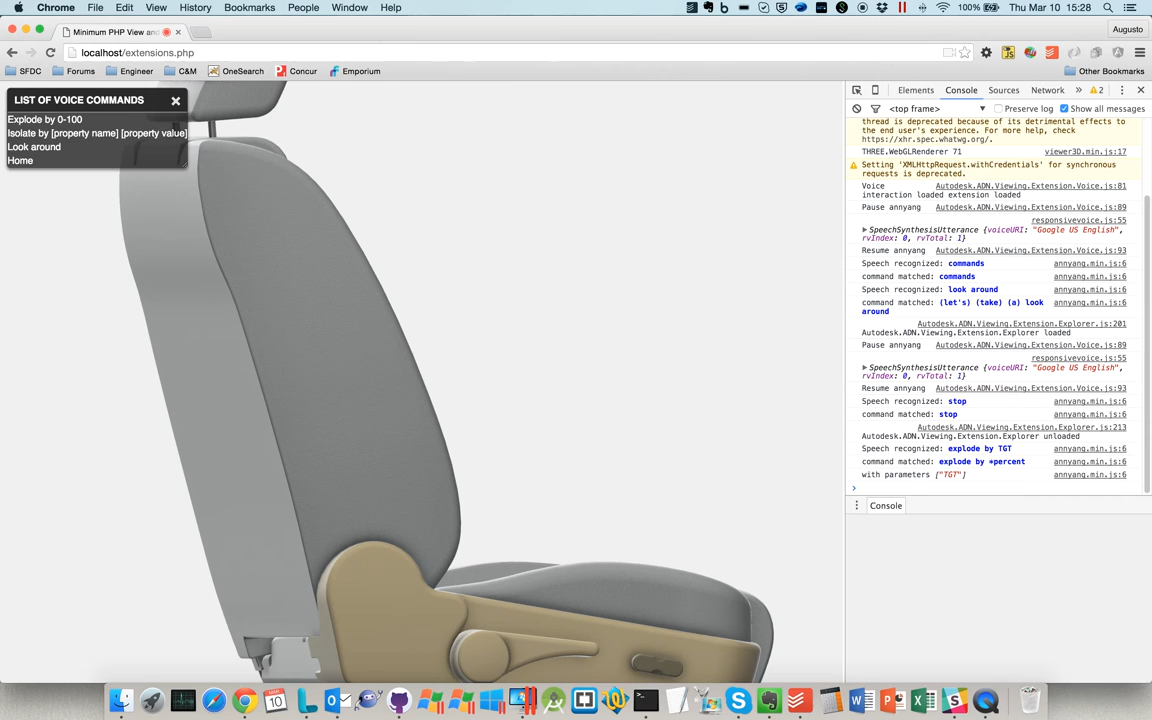 Chrome File Edit View History Bookmarks People Window Help 100% Thu Mar 10 15:28
Minimum PHP View and Augusto
localhost/extensions.php
SFDC Forums Engineer C&M OneSearch Concur Emporium Other Bookmarks
LIST OF VOICE COMMANDS
Explode by 0-100
Isolate by [property name] [property value]
Look around
Home
Elements Console Sources Network » 2
<top frame> Preserve log Show all messages
thread is deprecated because of its detrimental effects to
the end user's experience. For more help, check
https://xhr.spec.whatwg.org/.
THREE.WebGLRenderer 71 viewer3D.min.js:17
Setting 'XMLHttpRequest.withCredentials' for synchronous
requests is deprecated.
Voice Autodesk.ADN.Viewing.Extension.Voice.js:81
interaction loaded extension loaded
Pause annyang Autodesk.ADN.Viewing.Extension.Voice.js:89
responsivevoice.js:55
SpeechSynthesisUtterance {voiceURI: "Google US English",
rvIndex: 0, rvTotal: 1}
Resume annyang Autodesk.ADN.Viewing.Extension.Voice.js:93
Speech recognized: commands annyang.min.js:6
command matched: commands annyang.min.js:6
Speech recognized: look around annyang.min.js:6
command matched: (let's) (take) (a) look annyang.min.js:6
around
Autodesk.ADN.Viewing.Extension.Explorer.js:201
Autodesk.ADN.Viewing.Extension.Explorer loaded
Pause annyang Autodesk.ADN.Viewing.Extension.Voice.js:89
responsivevoice.js:55
SpeechSynthesisUtterance {voiceURI: "Google US English",
rvIndex: 0, rvTotal: 1}
Resume annyang Autodesk.ADN.Viewing.Extension.Voice.js:93
Speech recognized: stop annyang.min.js:6
command matched: stop annyang.min.js:6
Autodesk.ADN.Viewing.Extension.Explorer.js:213
Autodesk.ADN.Viewing.Extension.Explorer unloaded
Speech recognized: explode by TGT annyang.min.js:6
command matched: explode by *percent annyang.min.js:6
with parameters ["TGT"] annyang.min.js:6
Console